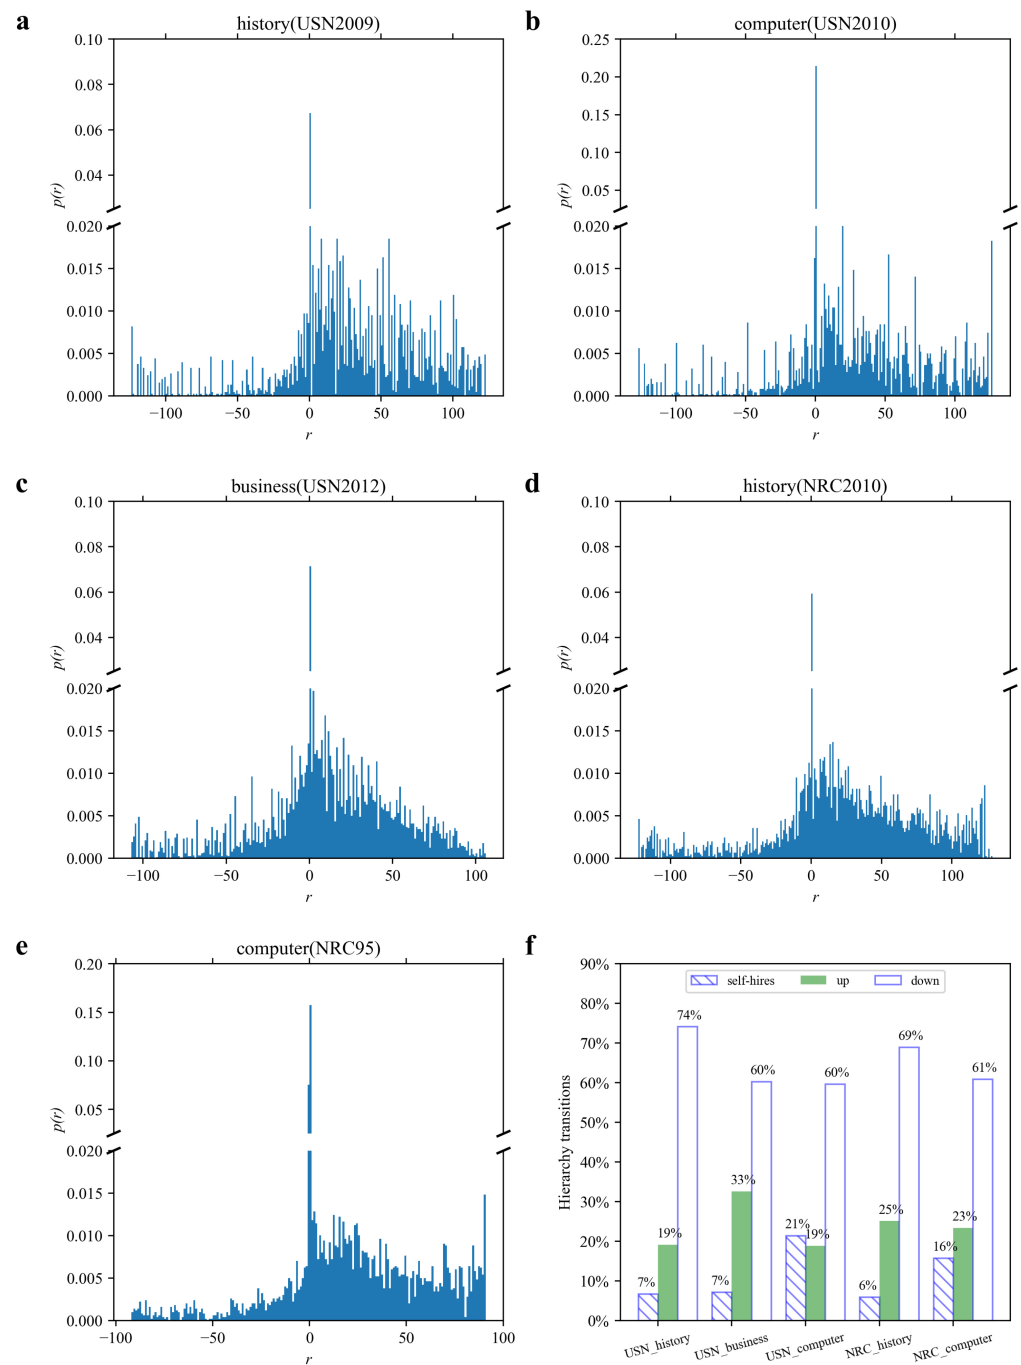 a
history(USN2009)
0.10
0.08
0.06
0.04
0.020
0.015
0.010
0.005
0.000
p(r)
−100 −50 0 50 100
r
b
computer(USN2010)
0.25
0.20
0.15
0.10
0.05
0.020
0.015
0.010
0.005
0.000
p(r)
−100 −50 0 50 100
r
c
business(USN2012)
0.10
0.08
0.06
0.04
0.020
0.015
0.010
0.005
0.000
p(r)
−100 −50 0 50 100
r
d
history(NRC2010)
0.10
0.08
0.06
0.04
0.020
0.015
0.010
0.005
0.000
p(r)
−100 −50 0 50 100
r
e
computer(NRC95)
0.20
0.15
0.10
0.05
0.020
0.015
0.010
0.005
0.000
p(r)
−100 −50 0 50 100
r
f
90%
80%
70%
60%
50%
40%
30%
20%
10%
0%
Hierarchy transitions
self-hires up down
7% 19% 74%
7% 33% 60%
21% 19% 60%
6% 25% 69%
16% 23% 61%
USN_history USN_business USN_computer NRC_history NRC_computer